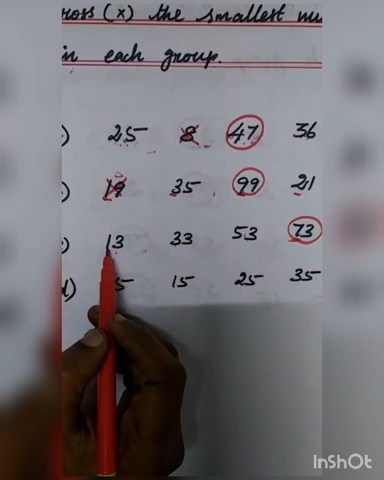 (x) the smallest
in each group.
25 8 47 36
19 35 99 21
13 33 53 73
d) 5 15 25 35
InShOt